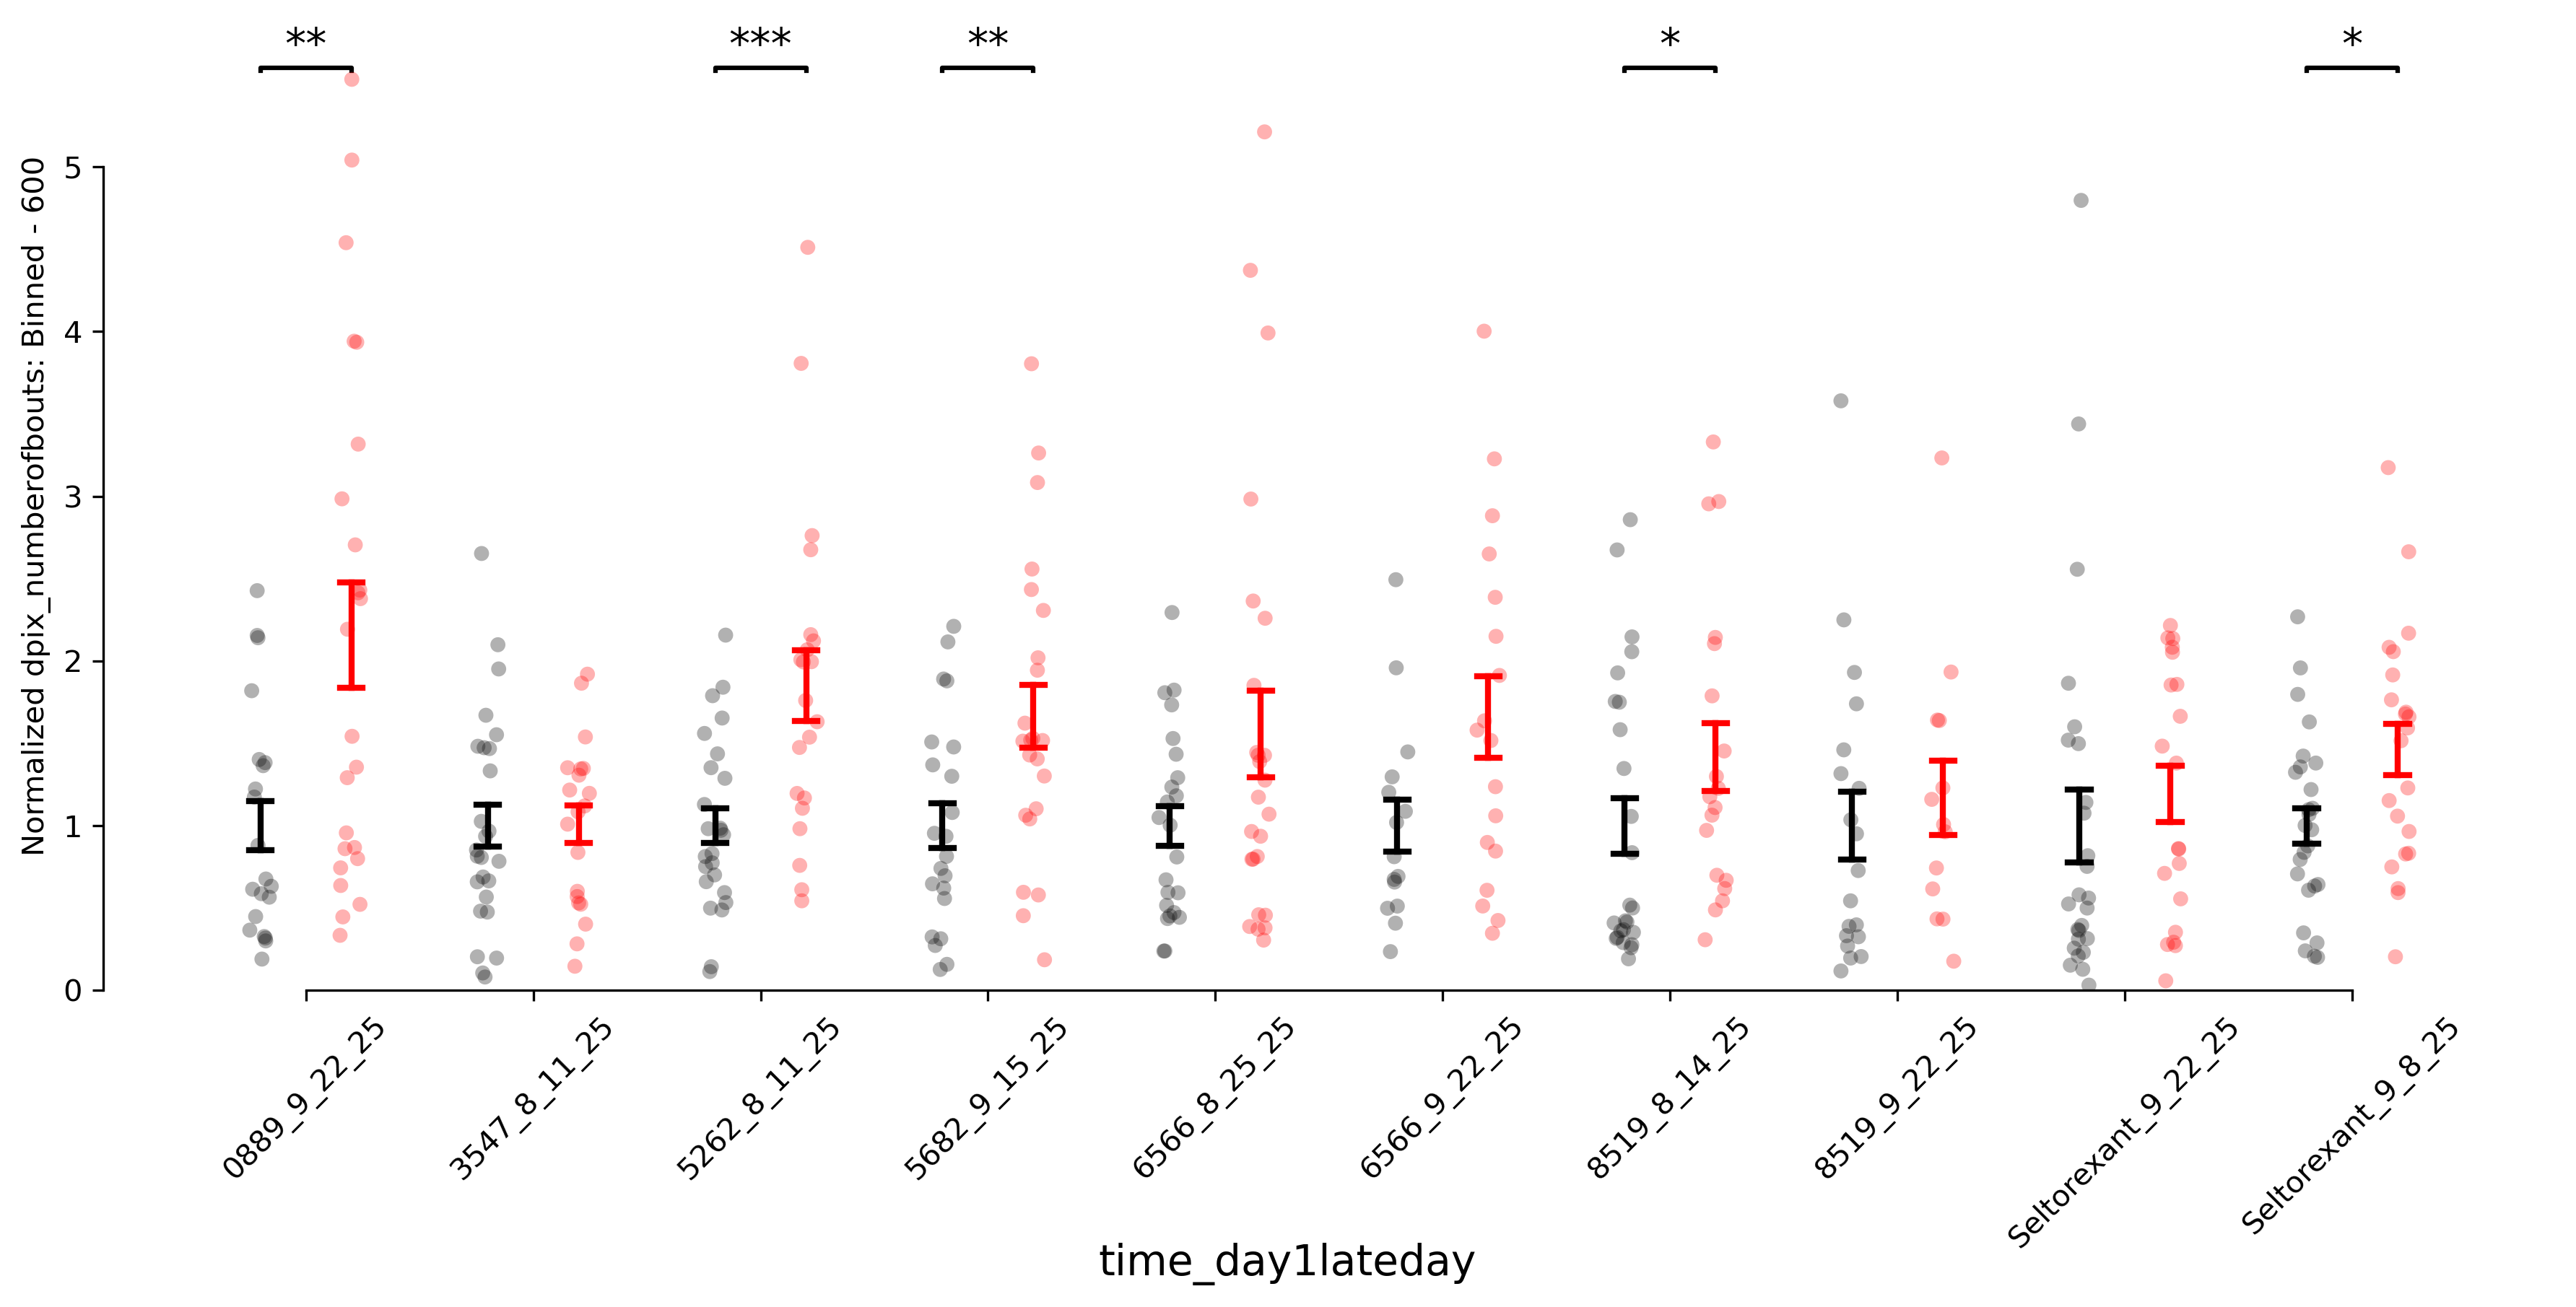 ** *** ** * *
Normalized dpix_numberofbouts: Binned - 600
5
4
3
2
1
0
0889_9_22_25
3547_8_11_25
5262_8_11_25
5682_9_15_25
6566_8_25_25
6566_9_22_25
8519_8_14_25
8519_9_22_25
Seltorexant_9_22_25
Seltorexant_9_8_25
time_day1lateday